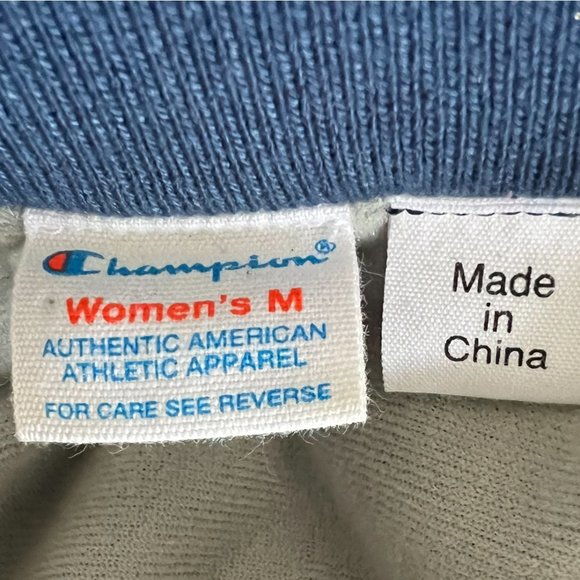 Champion®
Women's M
AUTHENTIC AMERICAN
ATHLETIC APPAREL
FOR CARE SEE REVERSE
Made
in
China